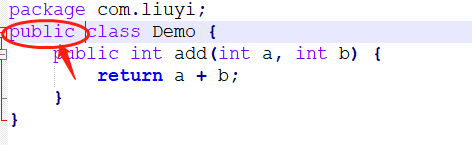 package com.liuyi;
public class Demo {
    public int add(int a, int b) {
        return a + b;
    }
}